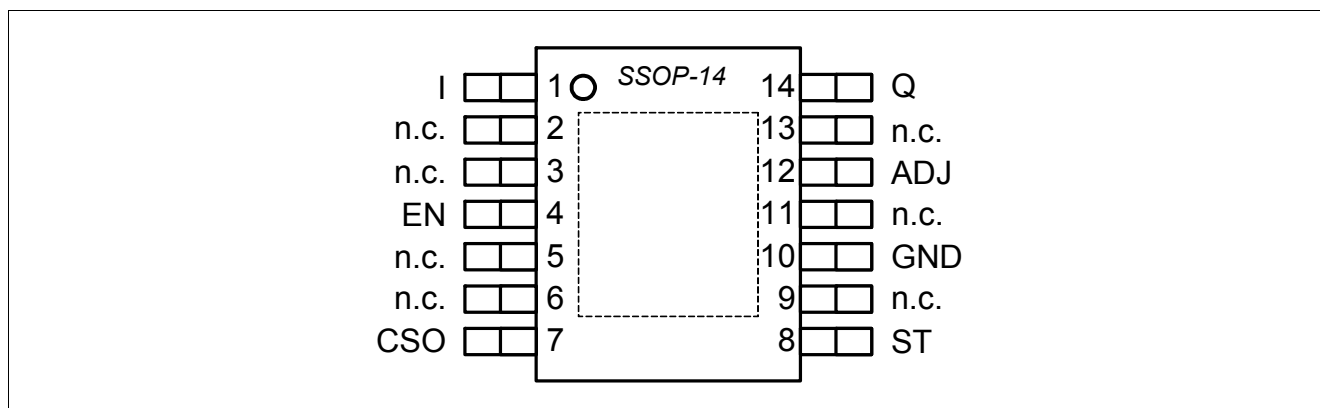 SSOP-14
I 1 14 Q
n.c. 2 13 n.c.
n.c. 3 12 ADJ
EN 4 11 n.c.
n.c. 5 10 GND
n.c. 6 9 n.c.
CSO 7 8 ST